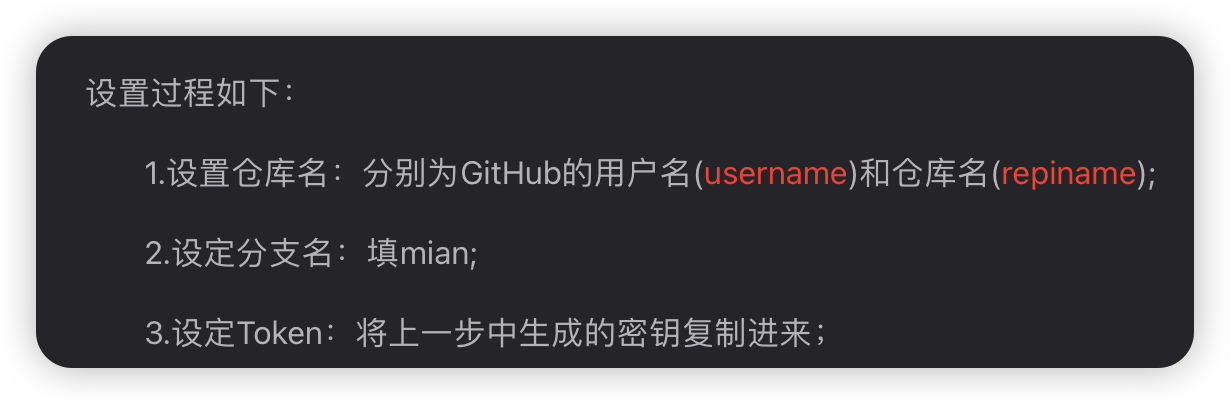 设置过程如下：
1.设置仓库名：分别为GitHub的用户名(username)和仓库名(repiname);
2.设定分支名：填mian;
3.设定Token：将上一步中生成的密钥复制进来；